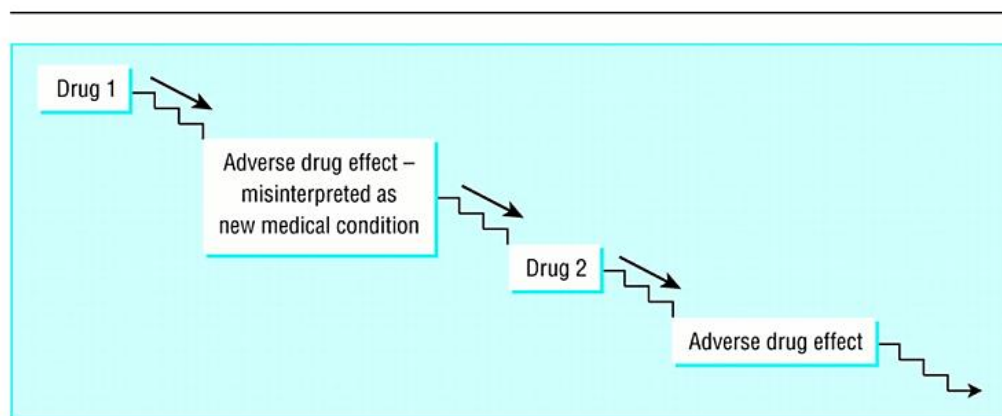 Drug 1
Adverse drug effect –
misinterpreted as
new medical condition
Drug 2
Adverse drug effect